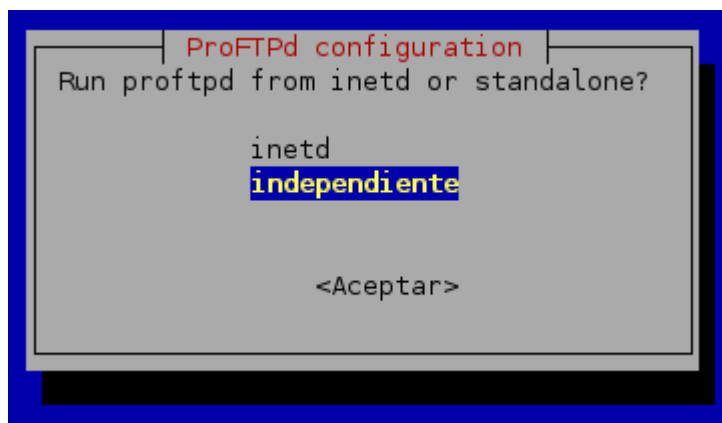 ProFTPd configuration
Run proftpd from inetd or standalone?
inetd
independiente
<Aceptar>